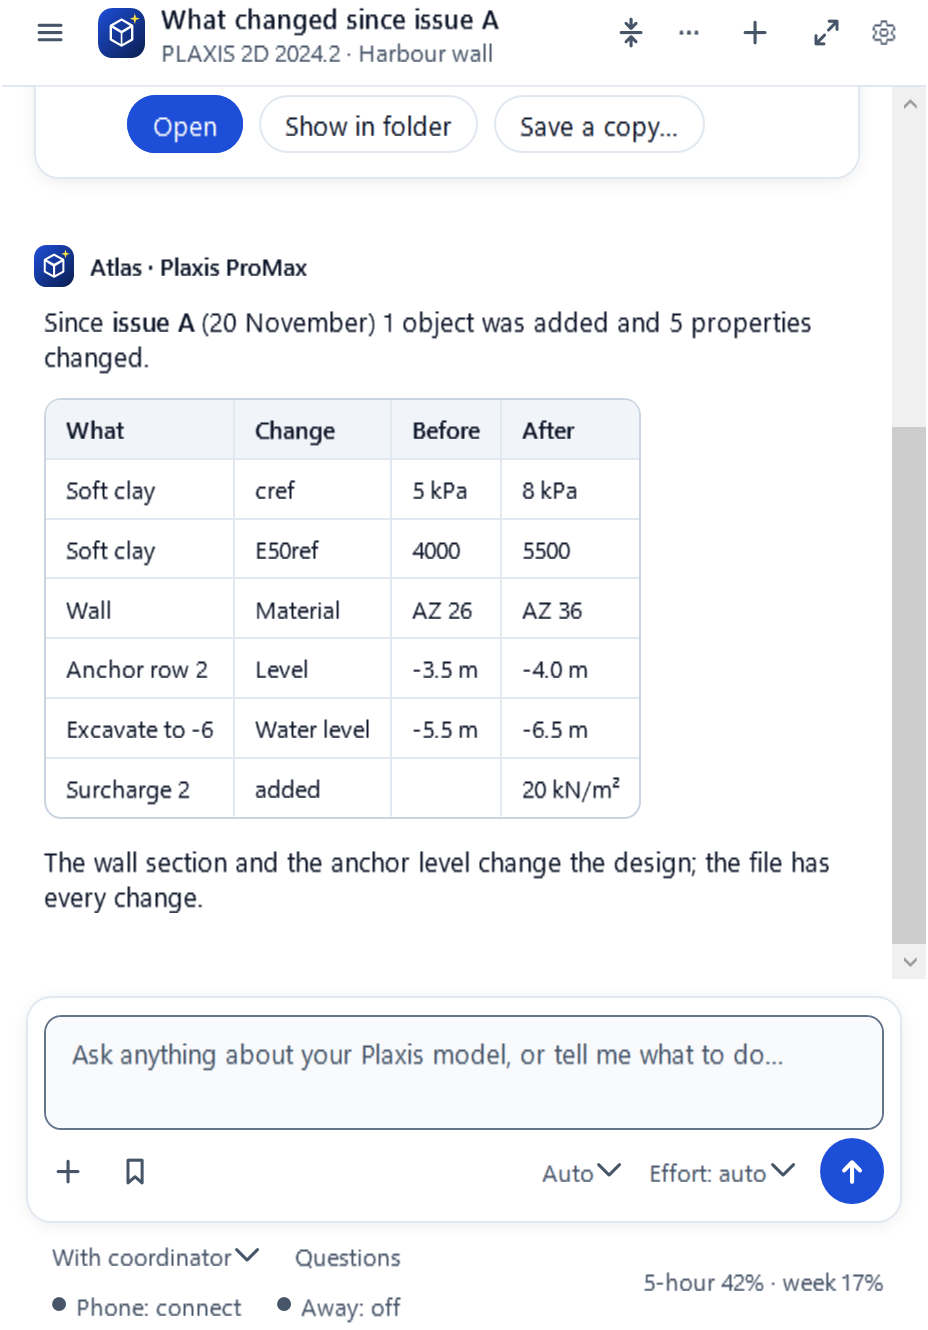 What changed since issue A
PLAXIS 2D 2024.2 · Harbour wall
Open
Show in folder
Save a copy...
Atlas · Plaxis ProMax
Since issue A (20 November) 1 object was added and 5 properties
changed.
What Change Before After
Soft clay cref 5 kPa 8 kPa
Soft clay E50ref 4000 5500
Wall Material AZ 26 AZ 36
Anchor row 2 Level -3.5 m -4.0 m
Excavate to -6 Water level -5.5 m -6.5 m
Surcharge 2 added 20 kN/m²
The wall section and the anchor level change the design; the file has
every change.
Ask anything about your Plaxis model, or tell me what to do...
Auto
Effort: auto
With coordinator
Questions
5-hour 42% · week 17%
Phone: connect
Away: off